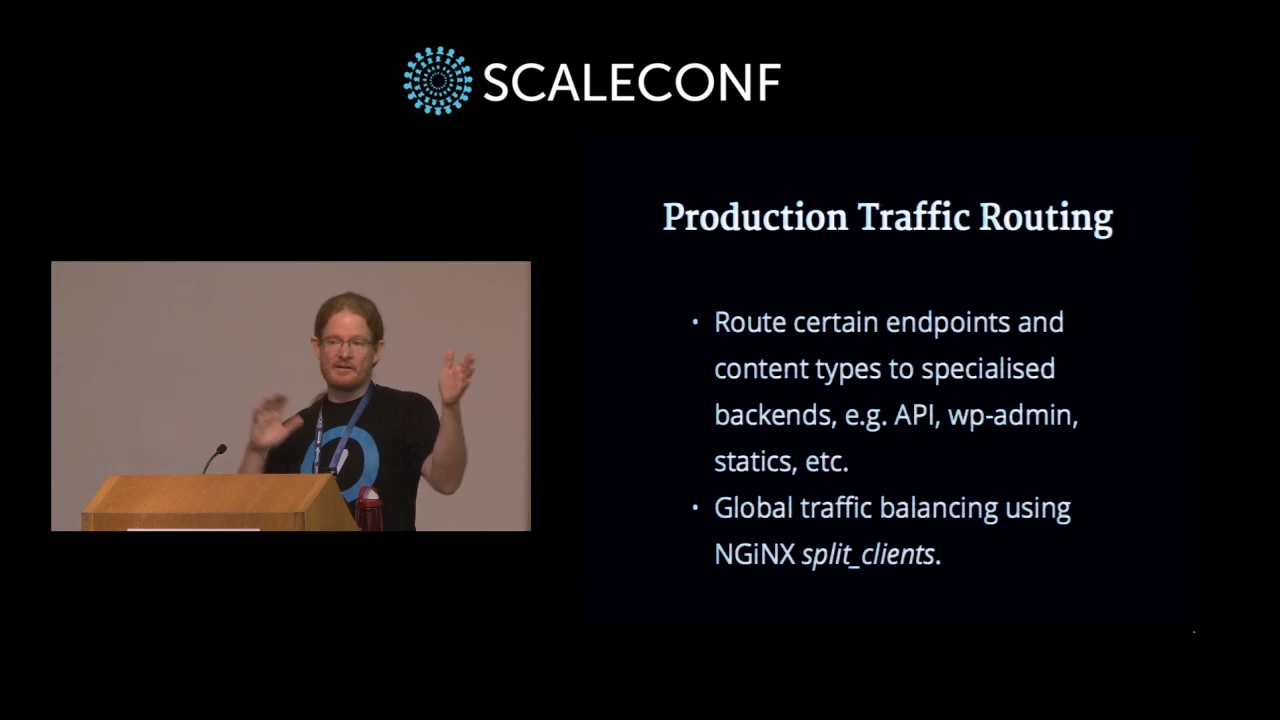 SCALECONF
Production Traffic Routing
· Route certain endpoints and
content types to specialised
backends, e.g. API, wp-admin,
statics, etc.
· Global traffic balancing using
NGiNX split_clients.